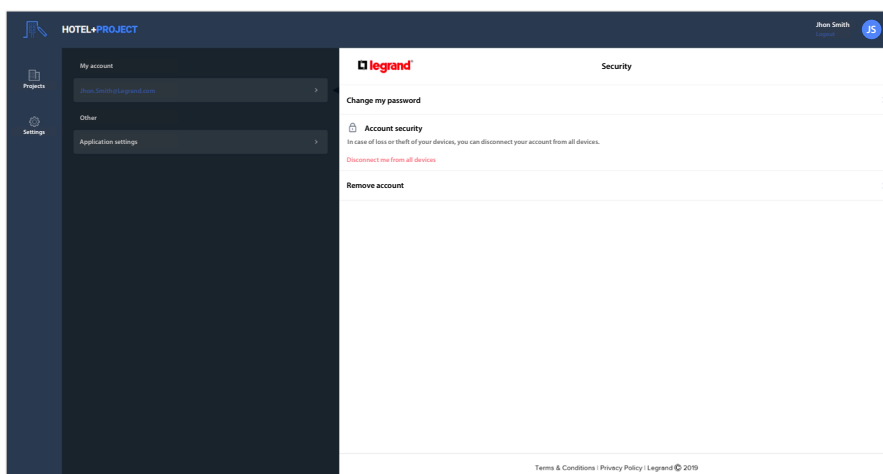 HOTEL+PROJECT
Jhon Smith
Legrand
JS
Projects
Settings
My account
Jhon.Smith@Legrand.com
Other
Application settings
legrand
Security
Change my password
Account security
In case of loss or theft of your devices, you can disconnect your account from all devices.
Disconnect me from all devices
Remove account
Terms & Conditions | Privacy Policy | Legrand © 2019